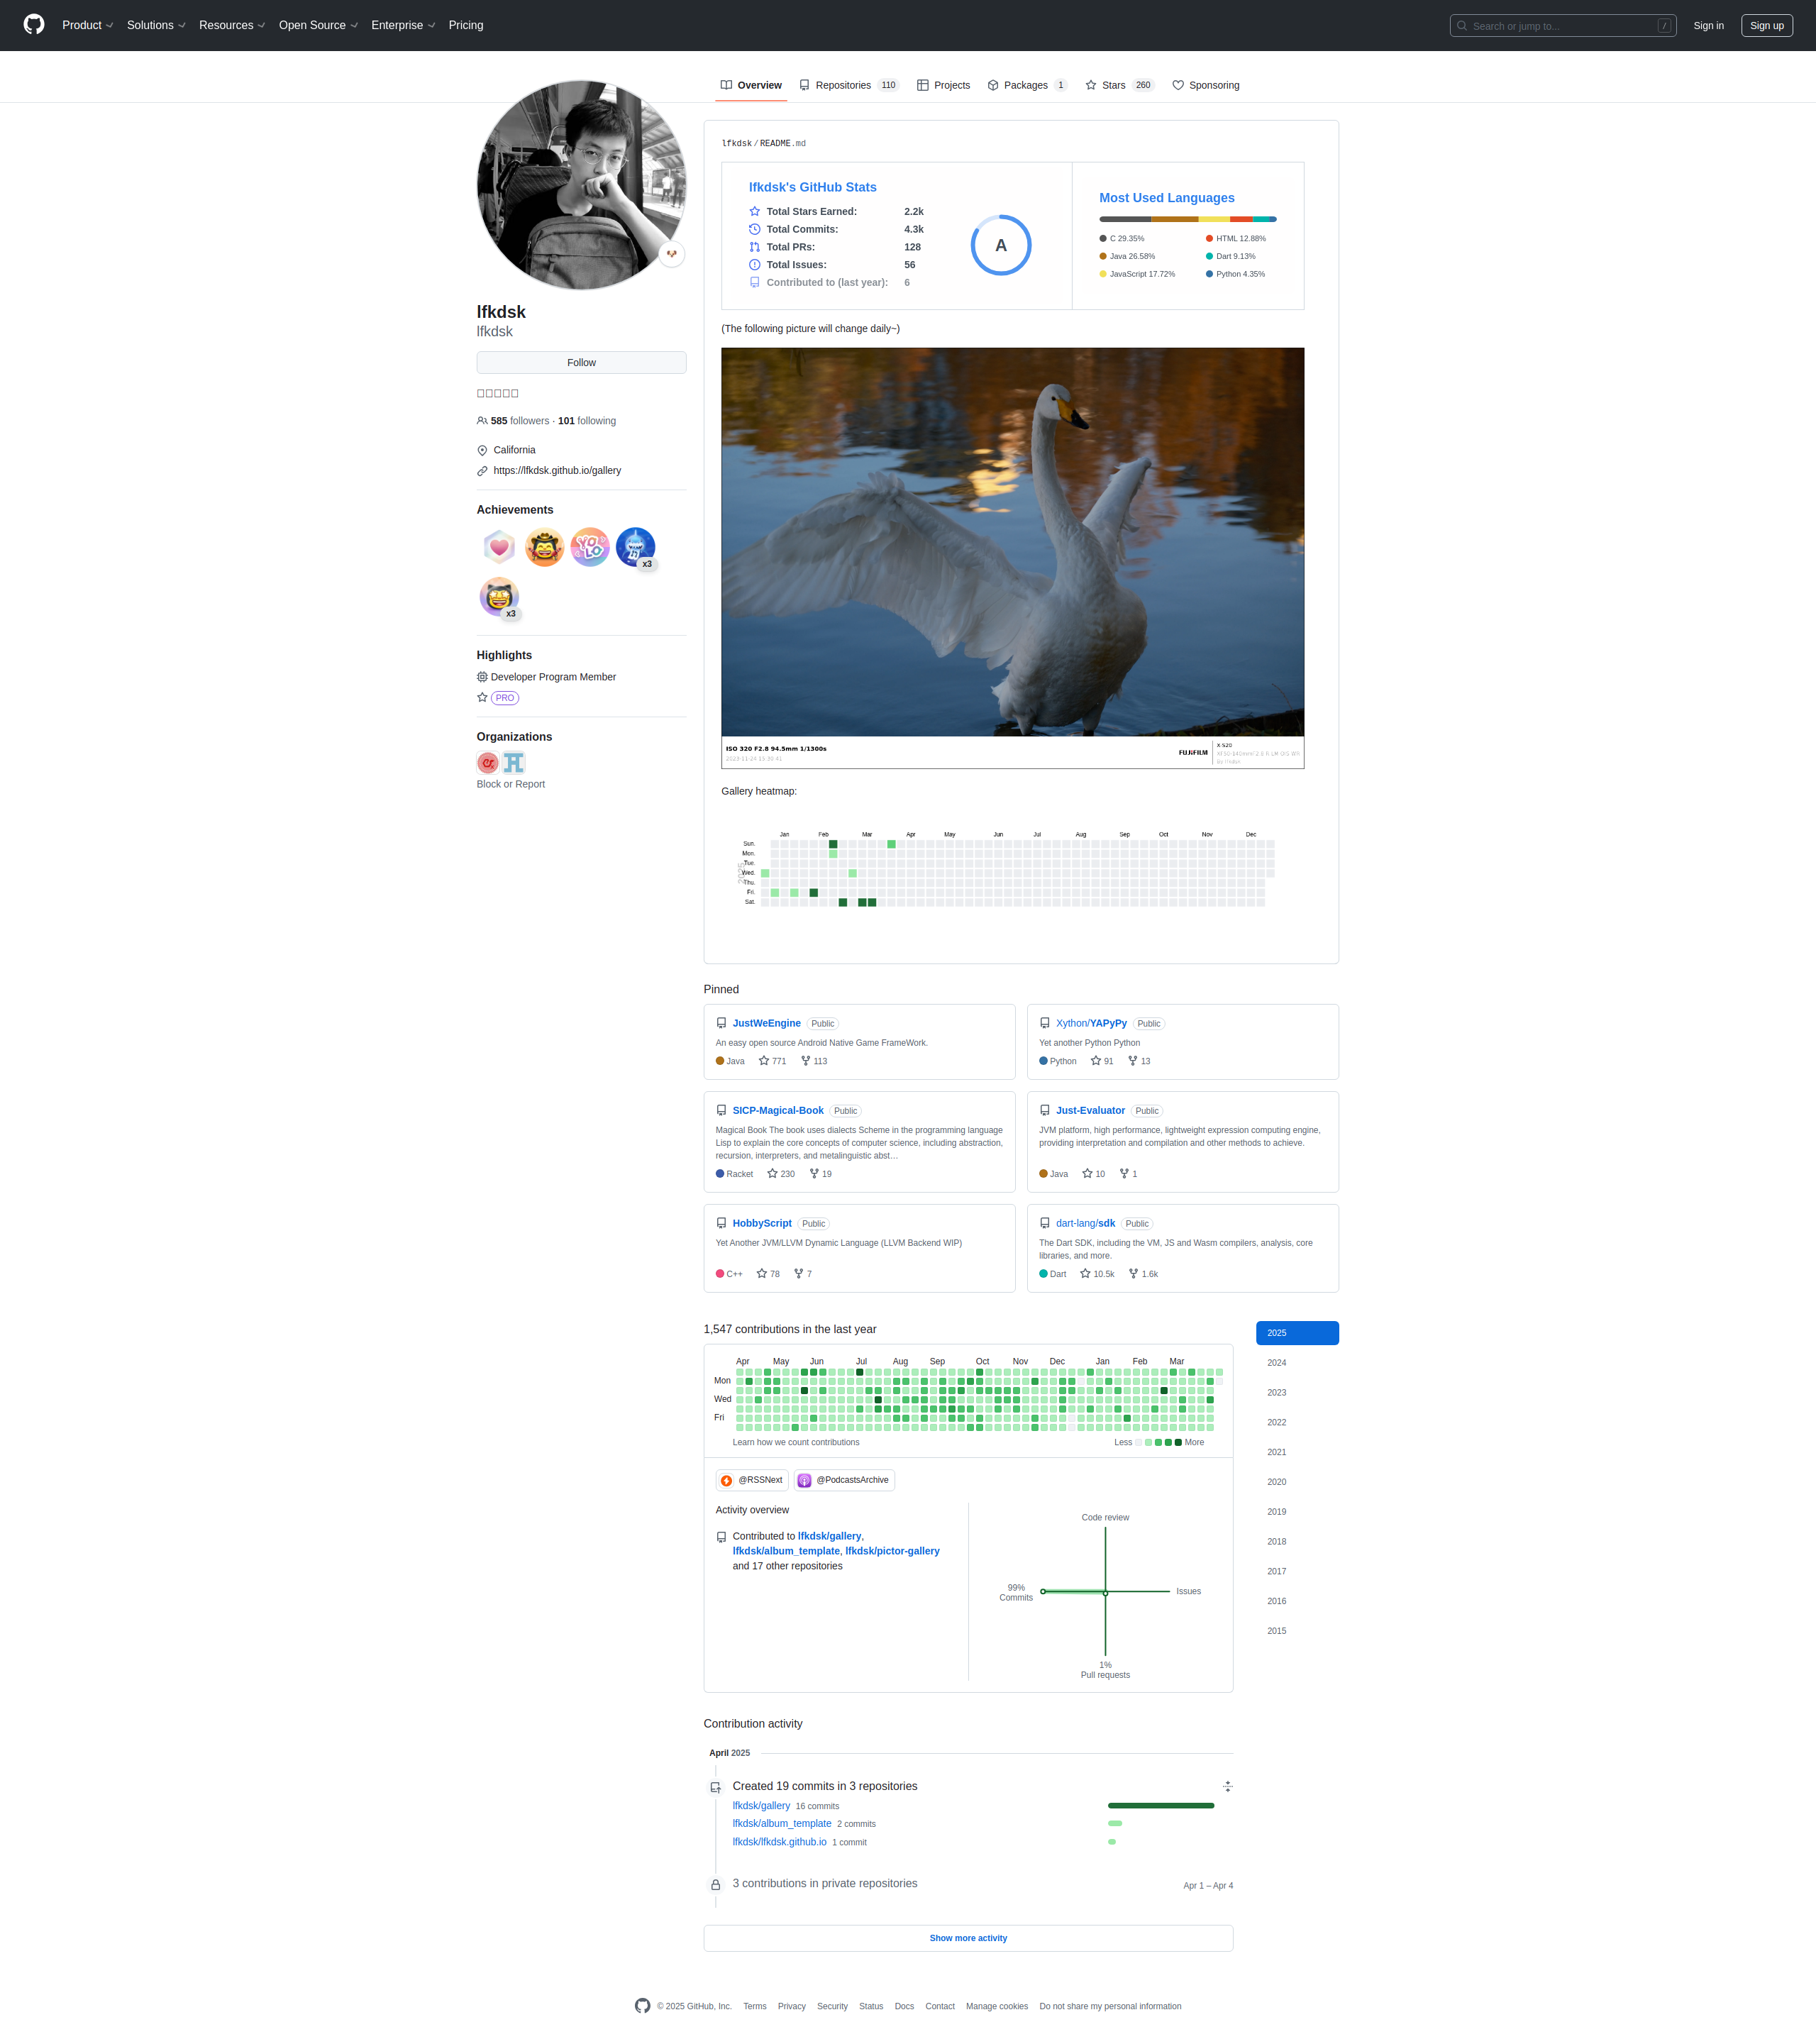 Product
Solutions
Resources
Open Source
Enterprise
Pricing
Search or jump to...
/
Sign in
Sign up
Overview
Repositories 110
Projects
Packages 1
Stars 260
Sponsoring
lfkdsk
lfkdsk
Follow
585 followers · 101 following
California
https://lfkdsk.github.io/gallery
Achievements
YOLO
x3
x3
Highlights
Developer Program Member
PRO
Organizations
Block or Report
lfkdsk / README.md
lfkdsk's GitHub Stats
Total Stars Earned: 2.2k
Total Commits: 4.3k
Total PRs: 128
Total Issues: 56
Contributed to (last year): 6
A
Most Used Languages
C 29.35%
Java 26.58%
JavaScript 17.72%
HTML 12.88%
Dart 9.13%
Python 4.35%
(The following picture will change daily~)
ISO 320 F2.8 94.5mm 1/1300s
FUJIFILM
X-S20
Gallery heatmap:
Jan Feb Mar Apr May Jun Jul Aug Sep Oct Nov Dec
2025
Sun.
Mon.
Tue.
Wed.
Thu.
Fri.
Sat.
Pinned
JustWeEngine Public
An easy open source Android Native Game FrameWork.
Java 771 113
Xython/YAPyPy Public
Yet another Python Python
Python 91 13
SICP-Magical-Book Public
Magical Book The book uses dialects Scheme in the programming language
Lisp to explain the core concepts of computer science, including abstraction,
recursion, interpreters, and metalinguistic abst…
Racket 230 19
Just-Evaluator Public
JVM platform, high performance, lightweight expression computing engine,
providing interpretation and compilation and other methods to achieve.
Java 10 1
HobbyScript Public
Yet Another JVM/LLVM Dynamic Language (LLVM Backend WIP)
C++ 78 7
dart-lang/sdk Public
The Dart SDK, including the VM, JS and Wasm compilers, analysis, core
libraries, and more.
Dart 10.5k 1.6k
1,547 contributions in the last year
Apr May Jun Jul Aug Sep Oct Nov Dec Jan Feb Mar
Mon
Wed
Fri
Learn how we count contributions
Less More
@RSSNext
@PodcastsArchive
Activity overview
Contributed to lfkdsk/gallery,
lfkdsk/album_template, lfkdsk/pictor-gallery
and 17 other repositories
Code review
99%
Commits
Issues
1%
Pull requests
2025
2024
2023
2022
2021
2020
2019
2018
2017
2016
2015
Contribution activity
April 2025
Created 19 commits in 3 repositories
lfkdsk/gallery 16 commits
lfkdsk/album_template 2 commits
lfkdsk/lfkdsk.github.io 1 commit
3 contributions in private repositories
Apr 1 – Apr 4
Show more activity
© 2025 GitHub, Inc.
Terms
Privacy
Security
Status
Docs
Contact
Manage cookies
Do not share my personal information